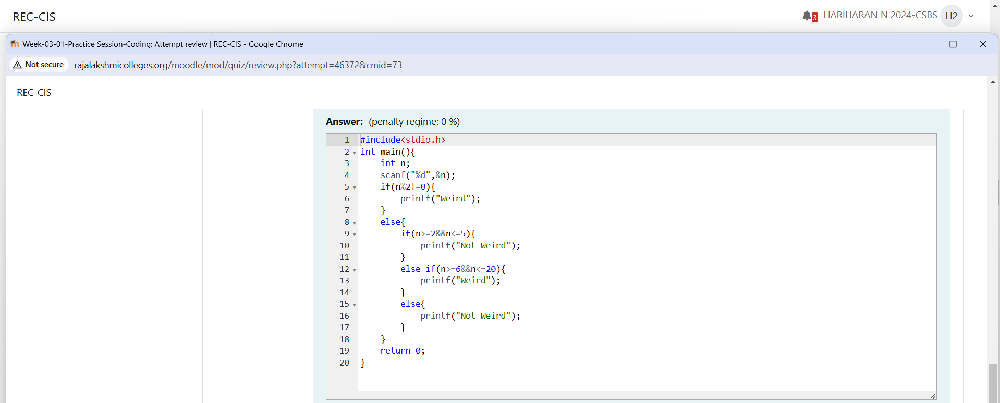 REC-CIS
3 HARIHARAN N 2024-CSBS H2
Week-03-01-Practice Session-Coding: Attempt review | REC-CIS - Google Chrome
Not secure rajalakshmicolleges.org/moodle/mod/quiz/review.php?attempt=46372&cmid=73
REC-CIS
Answer: (penalty regime: 0 %)
1 #include<stdio.h>
2 int main(){
3     int n;
4     scanf("%d",&n);
5     if(n%2!=0){
6         printf("Weird");
7     }
8     else{
9         if(n>=2&&n<=5){
10             printf("Not Weird");
11         }
12         else if(n>=6&&n<=20){
13             printf("Weird");
14         }
15         else{
16             printf("Not Weird");
17         }
18     }
19     return 0;
20 }